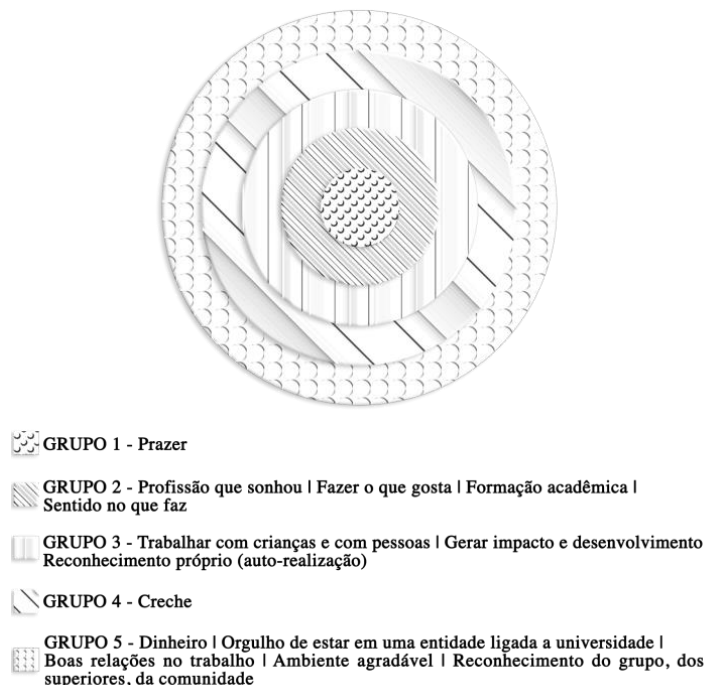 GRUPO 1 - Prazer
GRUPO 2 - Profissão que sonhou | Fazer o que gosta | Formação acadêmica |
Sentido no que faz
GRUPO 3 - Trabalhar com crianças e com pessoas | Gerar impacto e desenvolvimento
Reconhecimento próprio (auto-realização)
GRUPO 4 - Creche
GRUPO 5 - Dinheiro | Orgulho de estar em uma entidade ligada a universidade |
Boas relações no trabalho | Ambiente agradável | Reconhecimento do grupo, dos
superiores, da comunidade